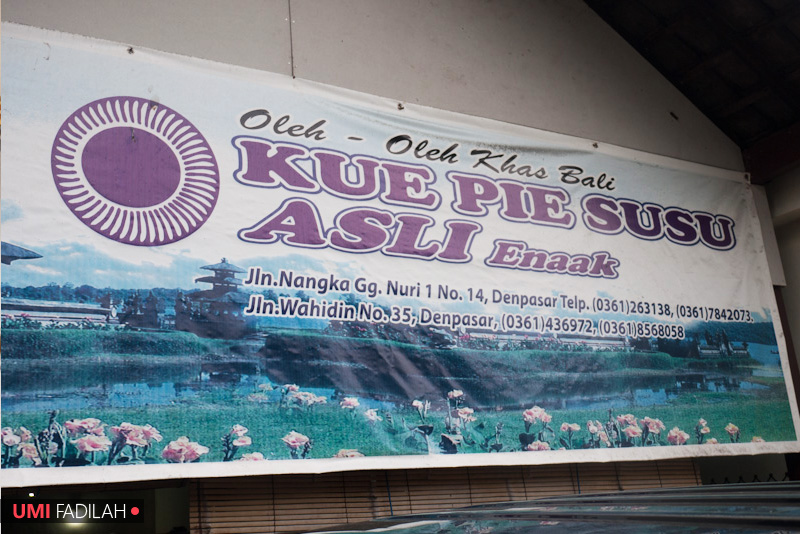 Oleh - Oleh Khas Bali
KUE PIE SUSU
ASLI Enaak
Jln.Nangka Gg. Nuri 1 No. 14, Denpasar Telp. (0361)263138, (0361)7842073.
Jln.Wahidin No. 35, Denpasar, (0361)436972, (0361)8568058
UMI FADILAH